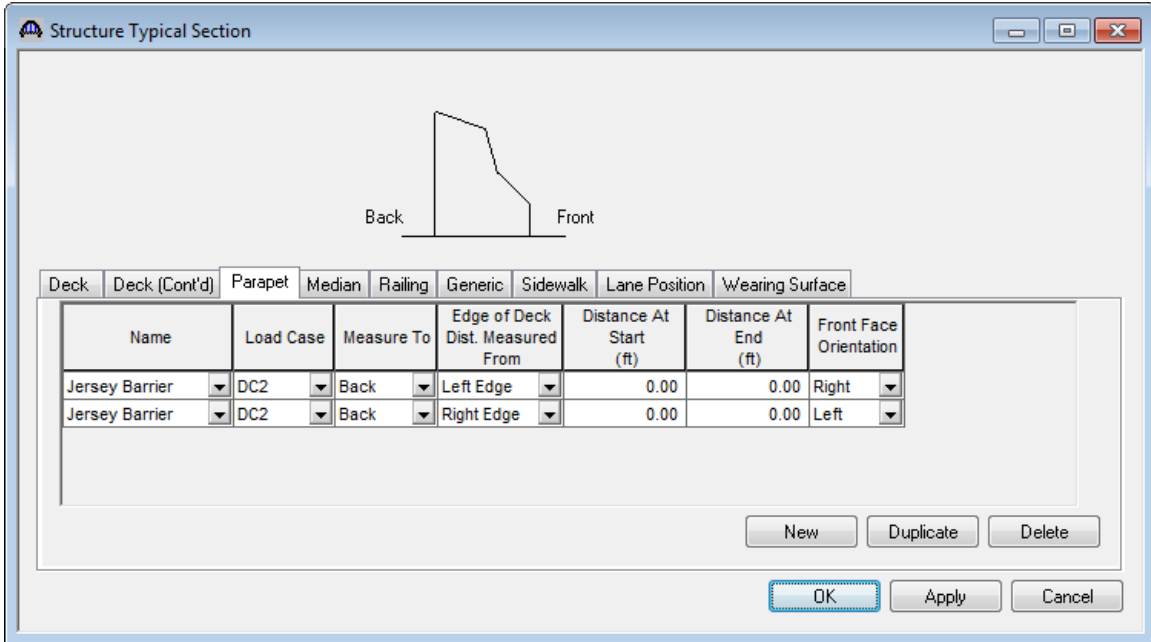 Structure Typical Section
Back Front
Deck Deck (Cont'd) Parapet Median Railing Generic Sidewalk Lane Position Wearing Surface
Name Load Case Measure To Edge of Deck Dist. Measured From Distance At Start (ft) Distance At End (ft) Front Face Orientation
Jersey Barrier DC2 Back Left Edge 0.00 0.00 Right
Jersey Barrier DC2 Back Right Edge 0.00 0.00 Left
New Duplicate Delete
OK Apply Cancel